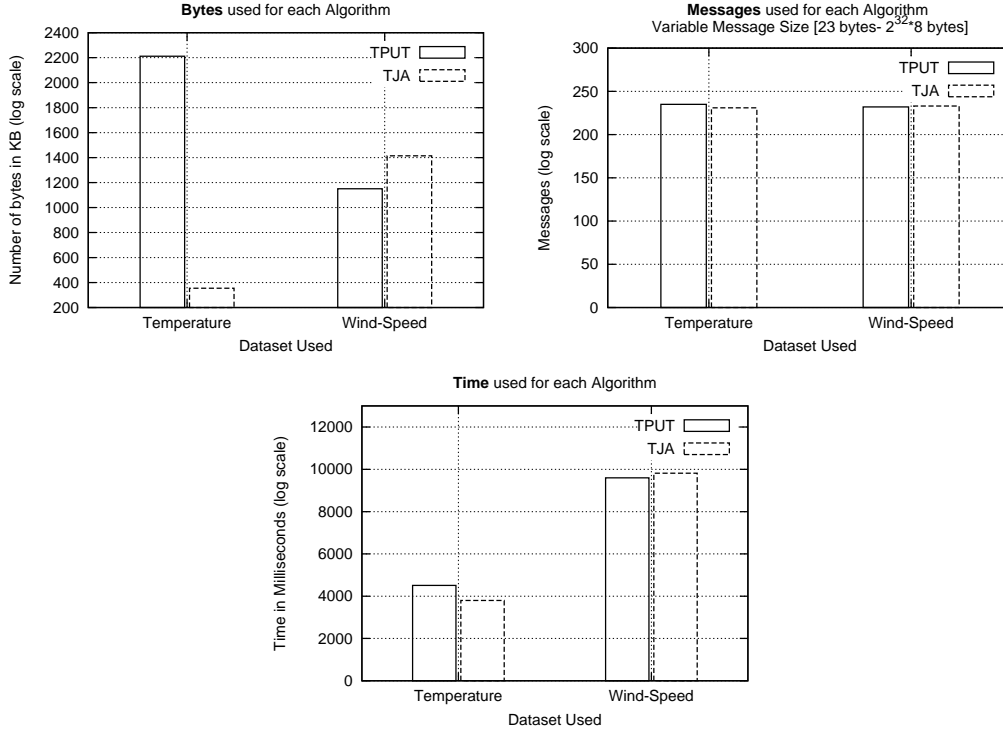 Bytes used for each Algorithm
Number of bytes in KB (log scale)
2400
2200
2000
1800
1600
1400
1200
1000
800
600
400
200
TPUT
TJA
Temperature
Wind-Speed
Dataset Used
Messages used for each Algorithm
Variable Message Size [23 bytes- 2^32*8 bytes]
Messages (log scale)
300
250
200
150
100
50
0
TPUT
TJA
Temperature
Wind-Speed
Dataset Used
Time used for each Algorithm
Time in Milliseconds (log scale)
12000
10000
8000
6000
4000
2000
0
TPUT
TJA
Temperature
Wind-Speed
Dataset Used